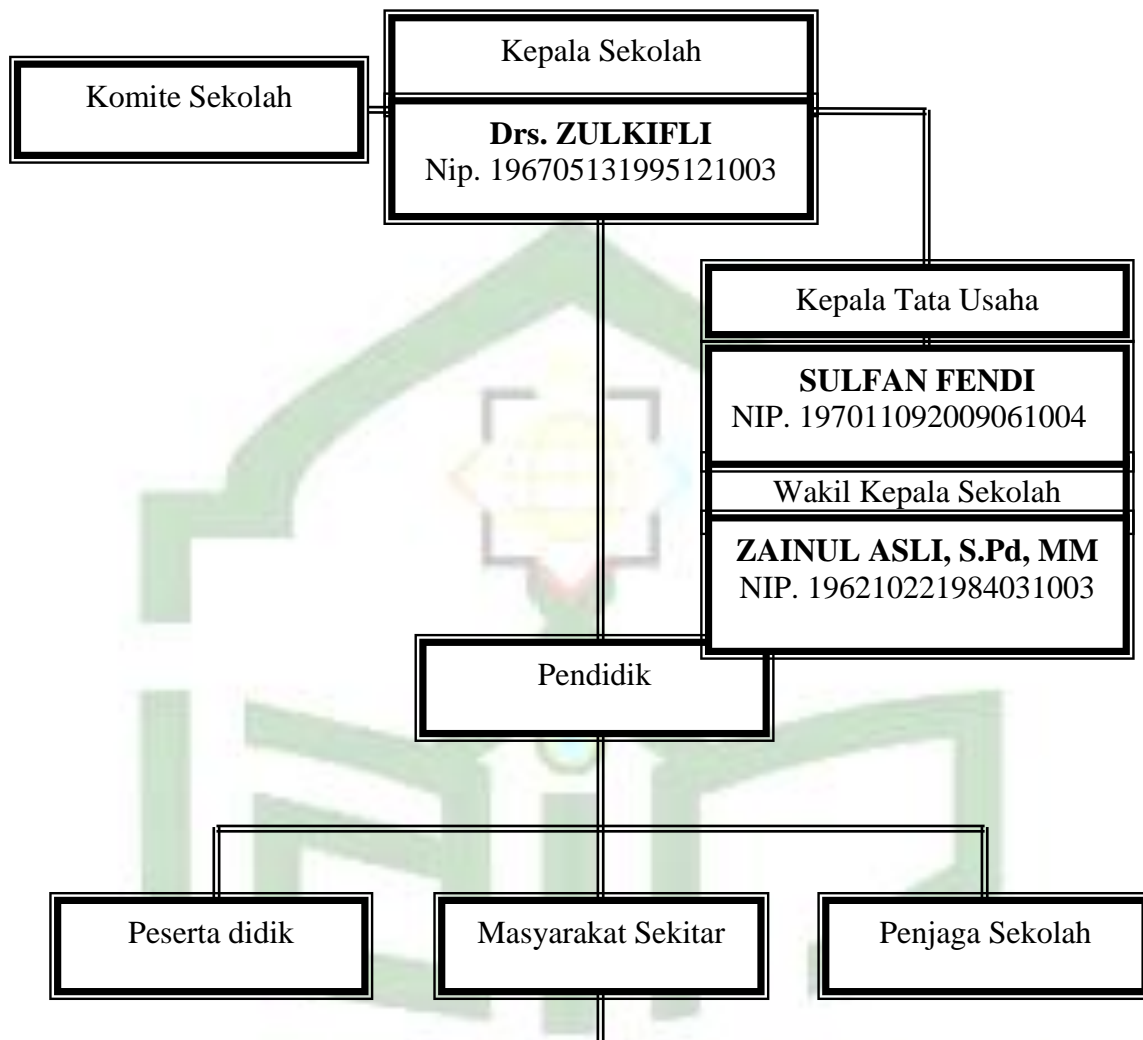 Kepala Sekolah
Komite Sekolah
Drs. ZULKIFLI
Nip. 196705131995121003
Kepala Tata Usaha
SULFAN FENDI
NIP. 197011092009061004
Wakil Kepala Sekolah
ZAINUL ASLI, S.Pd, MM
NIP. 196210221984031003
Pendidik
Peserta didik
Masyarakat Sekitar
Penjaga Sekolah